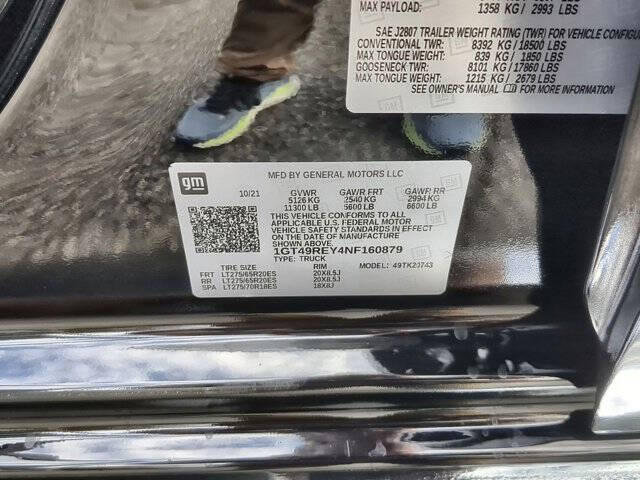 MAX PAYLOAD: 1358 KG / 2993 LBS
SAE J2807 TRAILER WEIGHT RATING (TWR) FOR VEHICLE CONFIGU
CONVENTIONAL TWR: 8392 KG / 18500 LBS
MAX TONGUE WEIGHT: 839 KG / 1850 LBS
GOOSENECK TWR: 8101 KG / 17860 LBS
MAX TONGUE WEIGHT: 1215 KG / 2679 LBS
SEE OWNER'S MANUAL GM FOR MORE INFORMATION
gm MFD BY GENERAL MOTORS LLC
10/21 GVWR GAWR FRT GAWR RR
5126 KG 2540 KG 2994 KG
11300 LB 5600 LB 6600 LB
THIS VEHICLE CONFORMS TO ALL APPLICABLE
U.S. FEDERAL MOTOR VEHICLE
SAFETY STANDARDS IN EFFECT ON
THE DATE OF MANUFACTURE SHOWN ABOVE.
1GT49REY4NF160879
TYPE: TRUCK MODEL: 49TK20743
TIRE SIZE RIM
FRT LT275/65R20ES 20X8.5J
RR LT275/65R20ES 20X8.5J
SPA LT275/70R18ES 18X8J